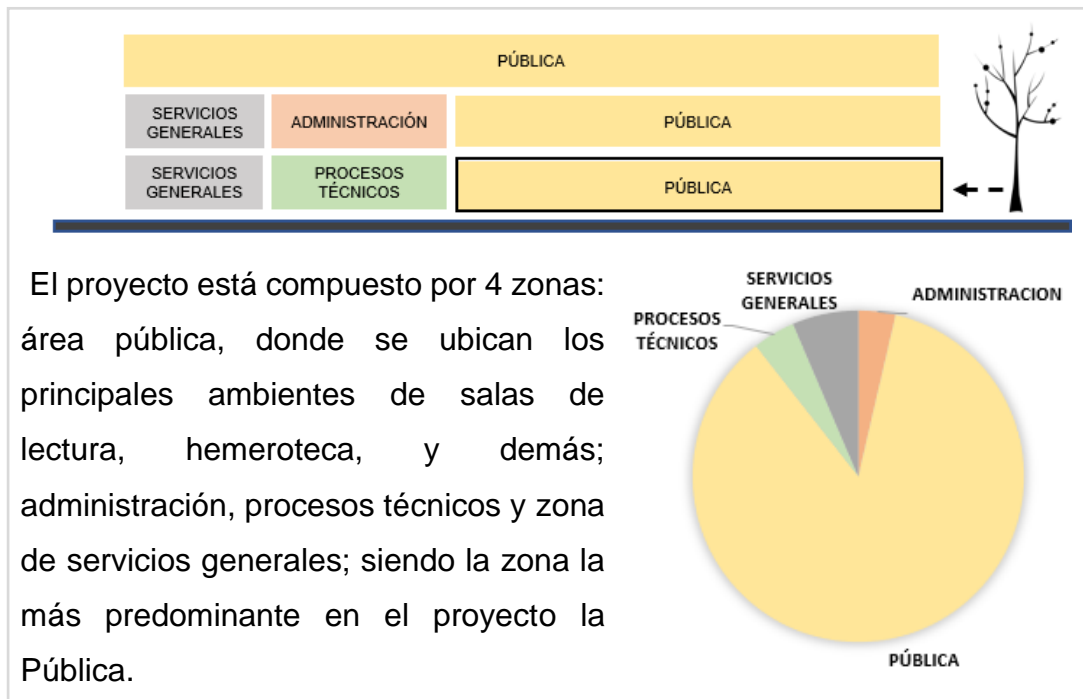 PÚBLICA
SERVICIOS
GENERALES
ADMINISTRACIÓN
PÚBLICA
SERVICIOS
GENERALES
PROCESOS
TÉCNICOS
PÚBLICA
El proyecto está compuesto por 4 zonas:
área pública, donde se ubican los
principales ambientes de salas de
lectura, hemeroteca, y demás;
administración, procesos técnicos y zona
de servicios generales; siendo la zona la
más predominante en el proyecto la
Pública.
SERVICIOS
GENERALES
ADMINISTRACION
PROCESOS
TÉCNICOS
PÚBLICA